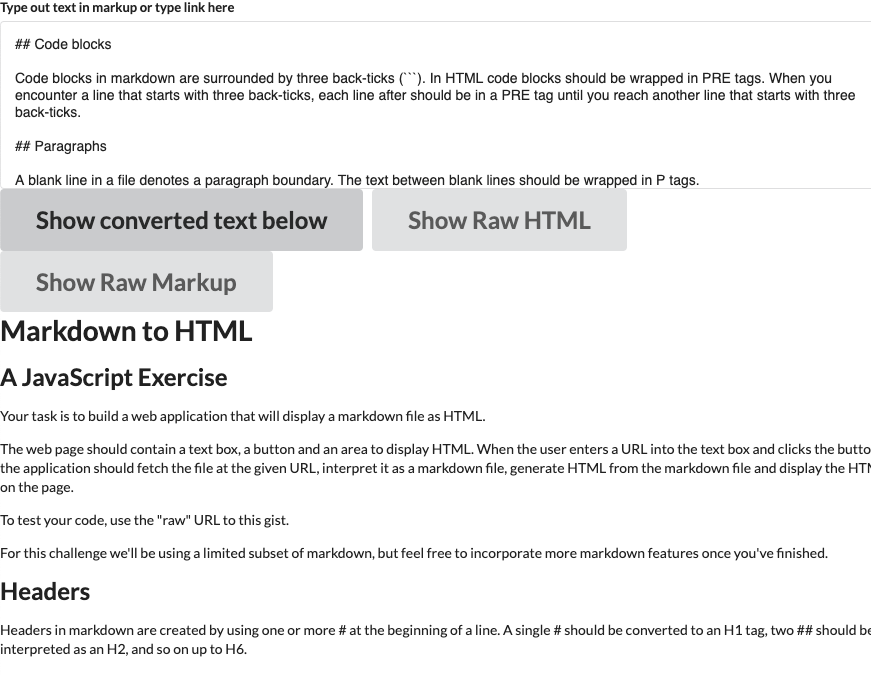 Type out text in markup or type link here
## Code blocks
Code blocks in markdown are surrounded by three back-ticks (```). In HTML code blocks should be wrapped in PRE tags. When you
encounter a line that starts with three back-ticks, each line after should be in a PRE tag until you reach another line that starts with three
back-ticks.
## Paragraphs
A blank line in a file denotes a paragraph boundary. The text between blank lines should be wrapped in P tags.
Show converted text below
Show Raw HTML
Show Raw Markup
Markdown to HTML
A JavaScript Exercise
Your task is to build a web application that will display a markdown file as HTML.
The web page should contain a text box, a button and an area to display HTML. When the user enters a URL into the text box and clicks the butto
the application should fetch the file at the given URL, interpret it as a markdown file, generate HTML from the markdown file and display the HT
on the page.
To test your code, use the "raw" URL to this gist.
For this challenge we'll be using a limited subset of markdown, but feel free to incorporate more markdown features once you've finished.
Headers
Headers in markdown are created by using one or more # at the beginning of a line. A single # should be converted to an H1 tag, two ## should be
interpreted as an H2, and so on up to H6.